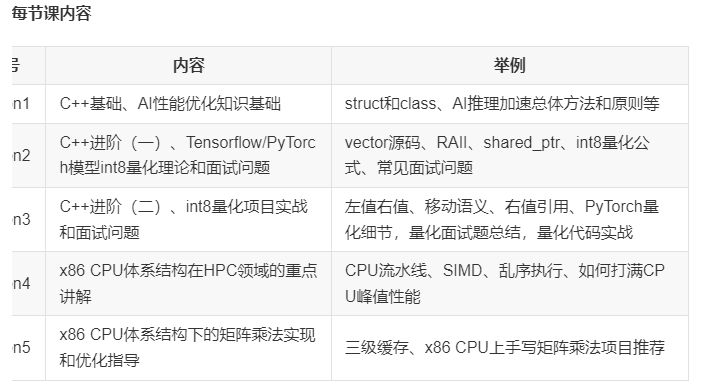 每节课内容
号 内容 举例
on1 C++基础、AI性能优化知识基础 struct和class、AI推理加速总体方法和原则等
on2 C++进阶（一）、Tensorflow/PyTorc vector源码、RAII、shared_ptr、int8量化公
h模型int8量化理论和面试问题 式、常见面试问题
on3 C++进阶（二）、int8量化项目实战 左值右值、移动语义、右值引用、PyTorch量
和面试问题 化细节，量化面试题总结，量化代码实战
on4 x86 CPU体系结构在HPC领域的重点 CPU流水线、SIMD、乱序执行、如何打满CP
讲解 U峰值性能
on5 x86 CPU体系结构下的矩阵乘法实现 三级缓存、x86 CPU上手写矩阵乘法项目推荐
和优化指导